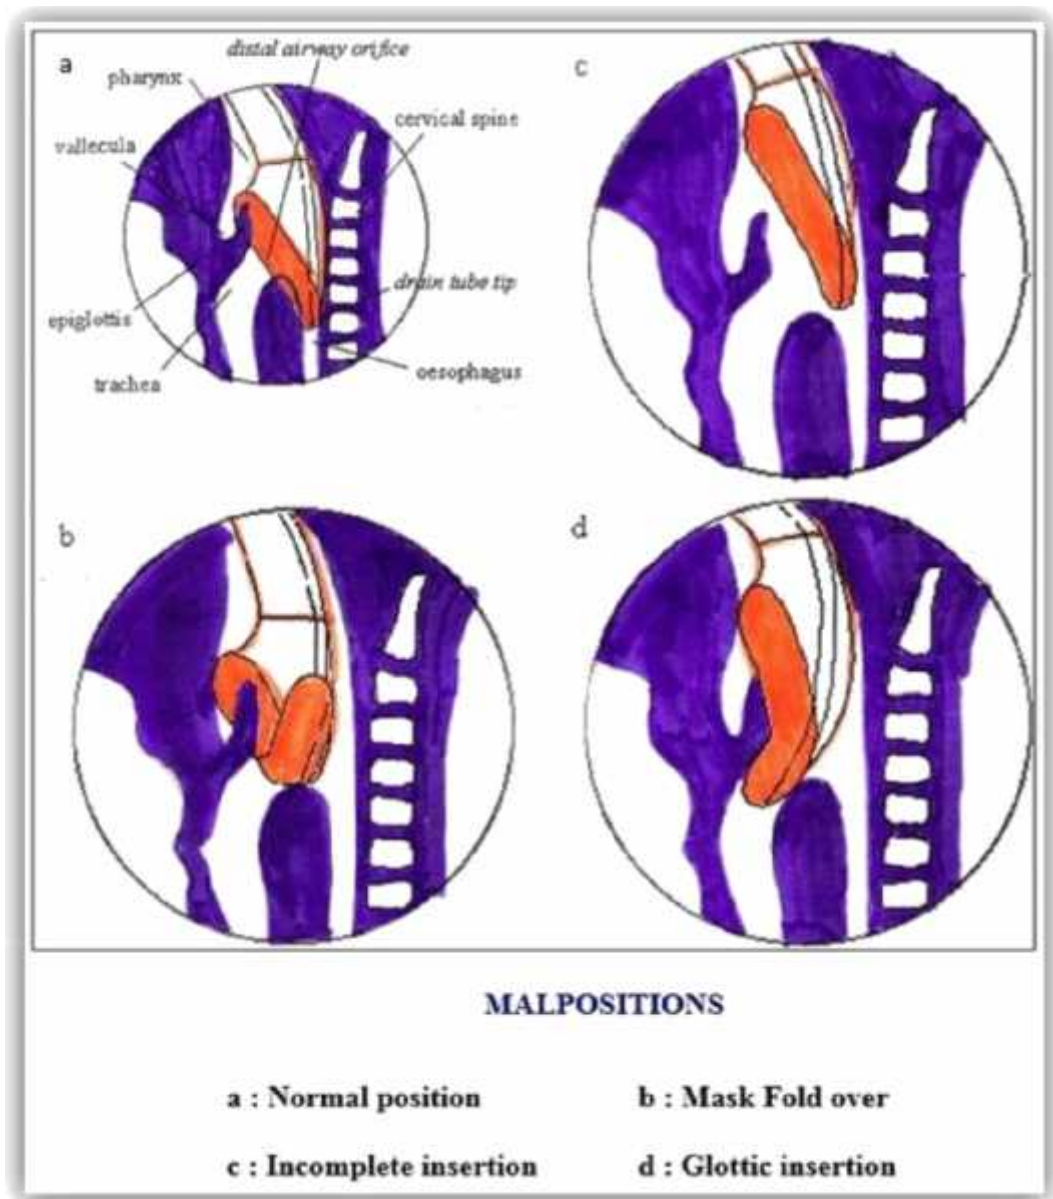 a
distal airway orifice
pharynx
cervical spine
vallecula
drain tube tip
epiglottis
trachea
oesophagus
c
b
d
MALPOSITIONS
a : Normal position
b : Mask Fold over
c : Incomplete insertion
d : Glottic insertion